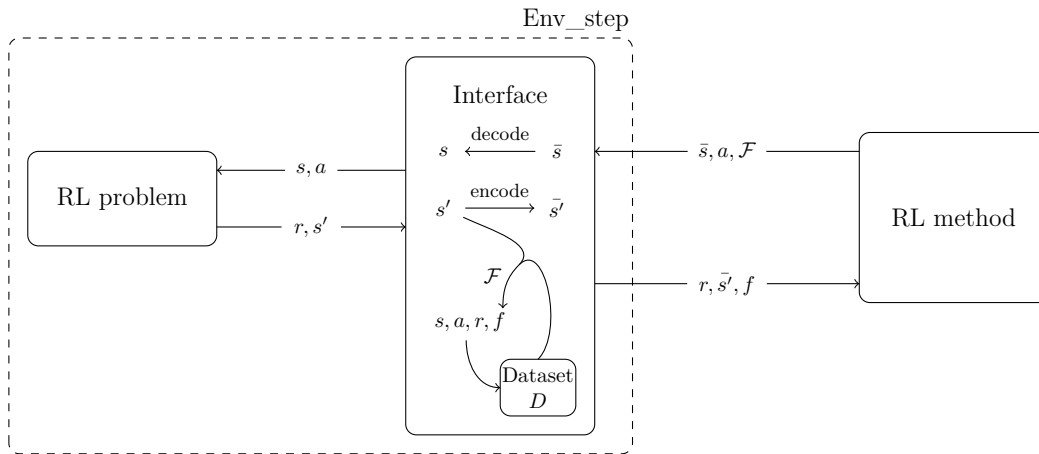 Env_step
Interface
decode
s s̄
s̄, a, ℱ
s, a
RL problem
encode
s′ s̄′
r, s′
RL method
ℱ
r, s̄′, f
s, a, r, f
Dataset
D